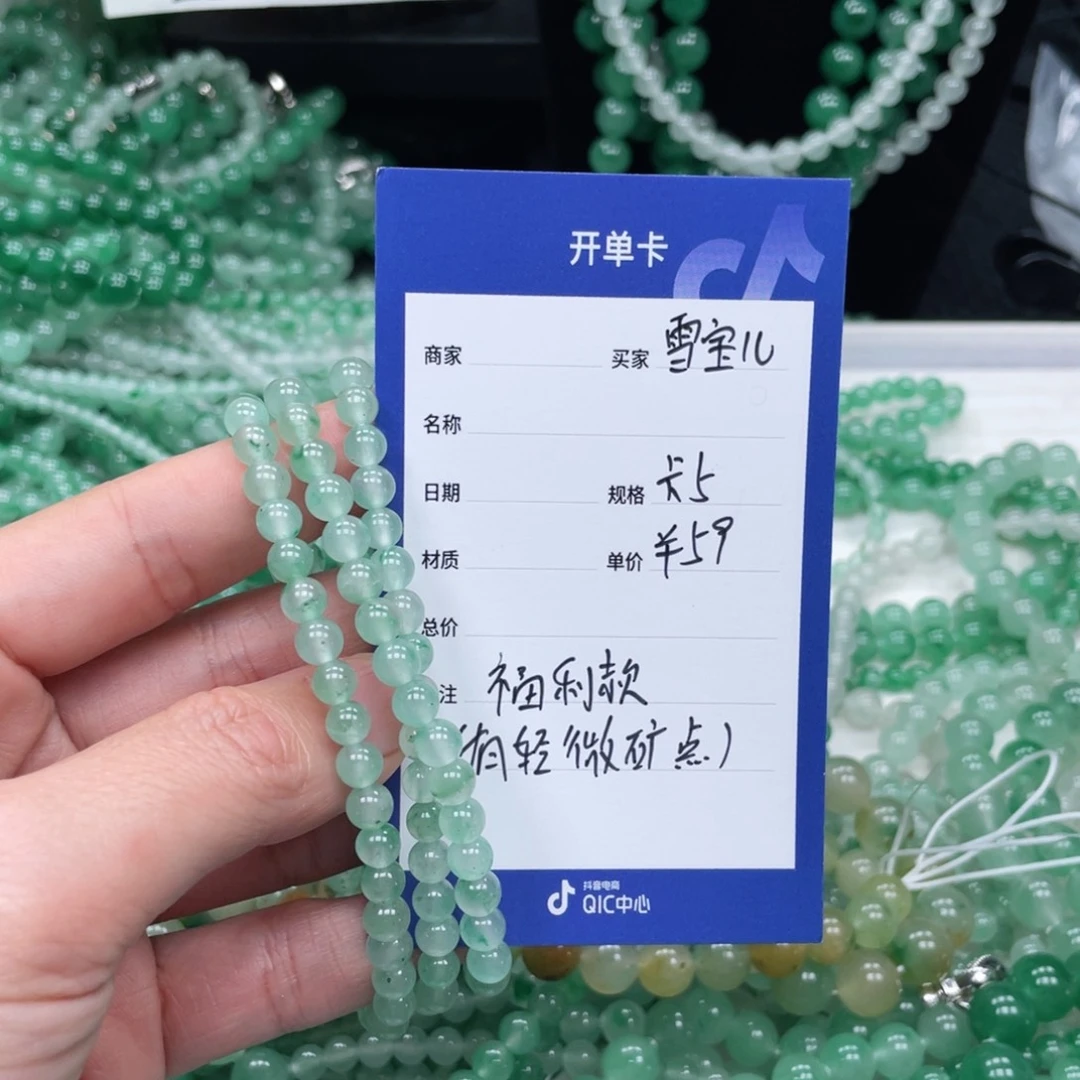 开单卡
商家 买家 雪宝儿
名称
日期 规格 卡5
材质 单价 ¥59
总价
注 福利款
(有轻微矿点)
抖音电商
QIC中心